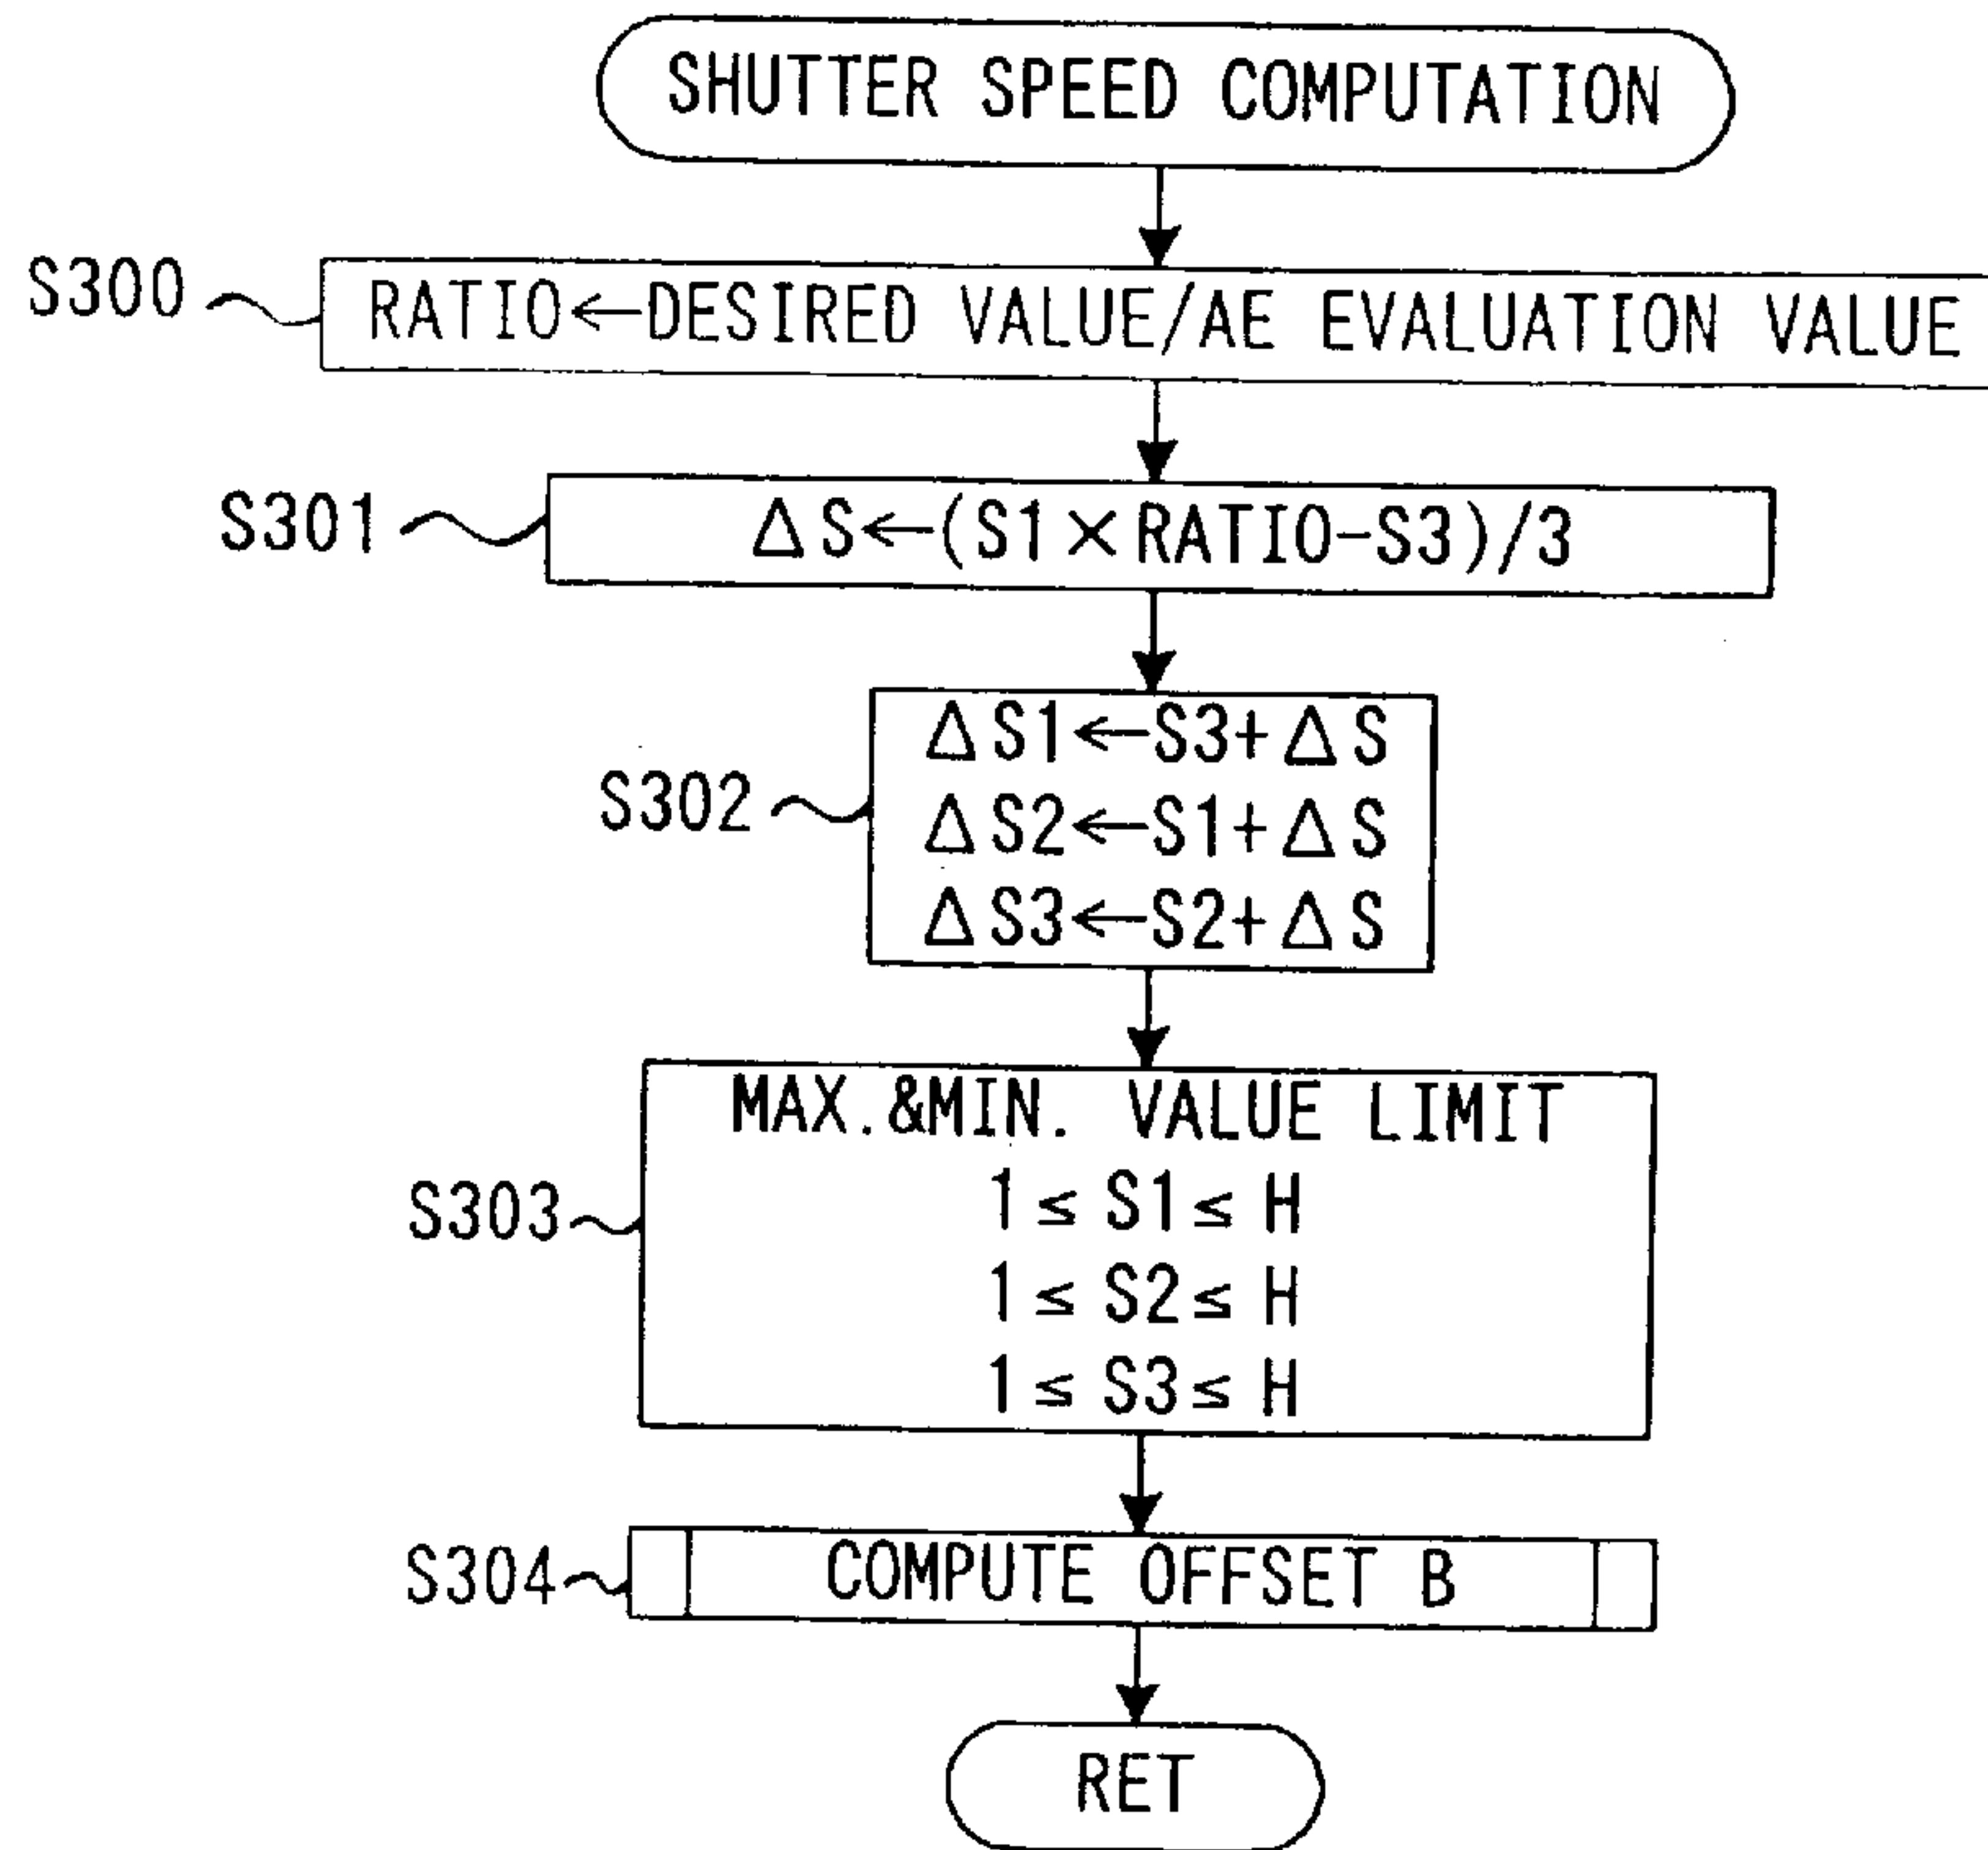 SHUTTER SPEED COMPUTATION
S300
RATIO←DESIRED VALUE/AE EVALUATION VALUE
S301
ΔS←(S1×RATIO-S3)/3
S302
ΔS1←S3+ΔS
ΔS2←S1+ΔS
ΔS3←S2+ΔS
S303
MAX.&MIN. VALUE LIMIT
1 ≤ S1 ≤ H
1 ≤ S2 ≤ H
1 ≤ S3 ≤ H
S304
COMPUTE OFFSET B
RET